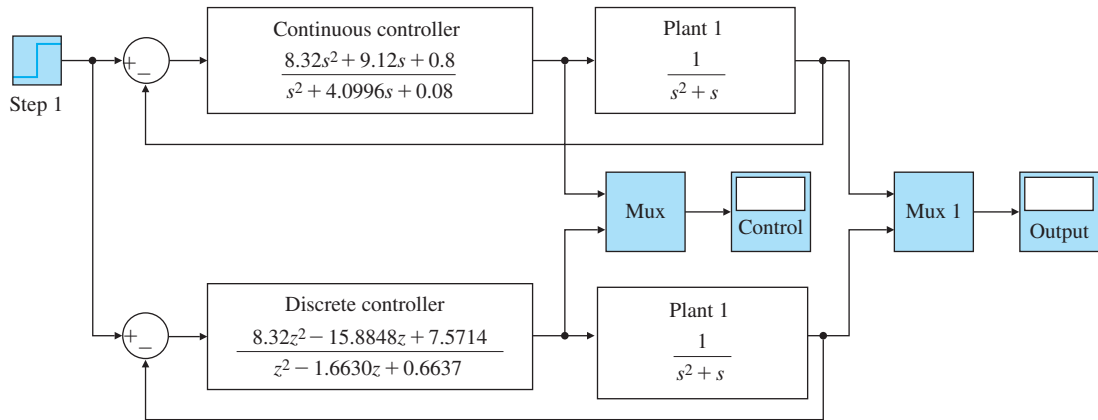 Step 1
+
−
Continuous controller
8.32s² + 9.12s + 0.8
s² + 4.0996s + 0.08
Plant 1
1
s² + s
Mux
Control
Mux 1
Output
+
−
Discrete controller
8.32z² − 15.8848z + 7.5714
z² − 1.6630z + 0.6637
Plant 1
1
s² + s